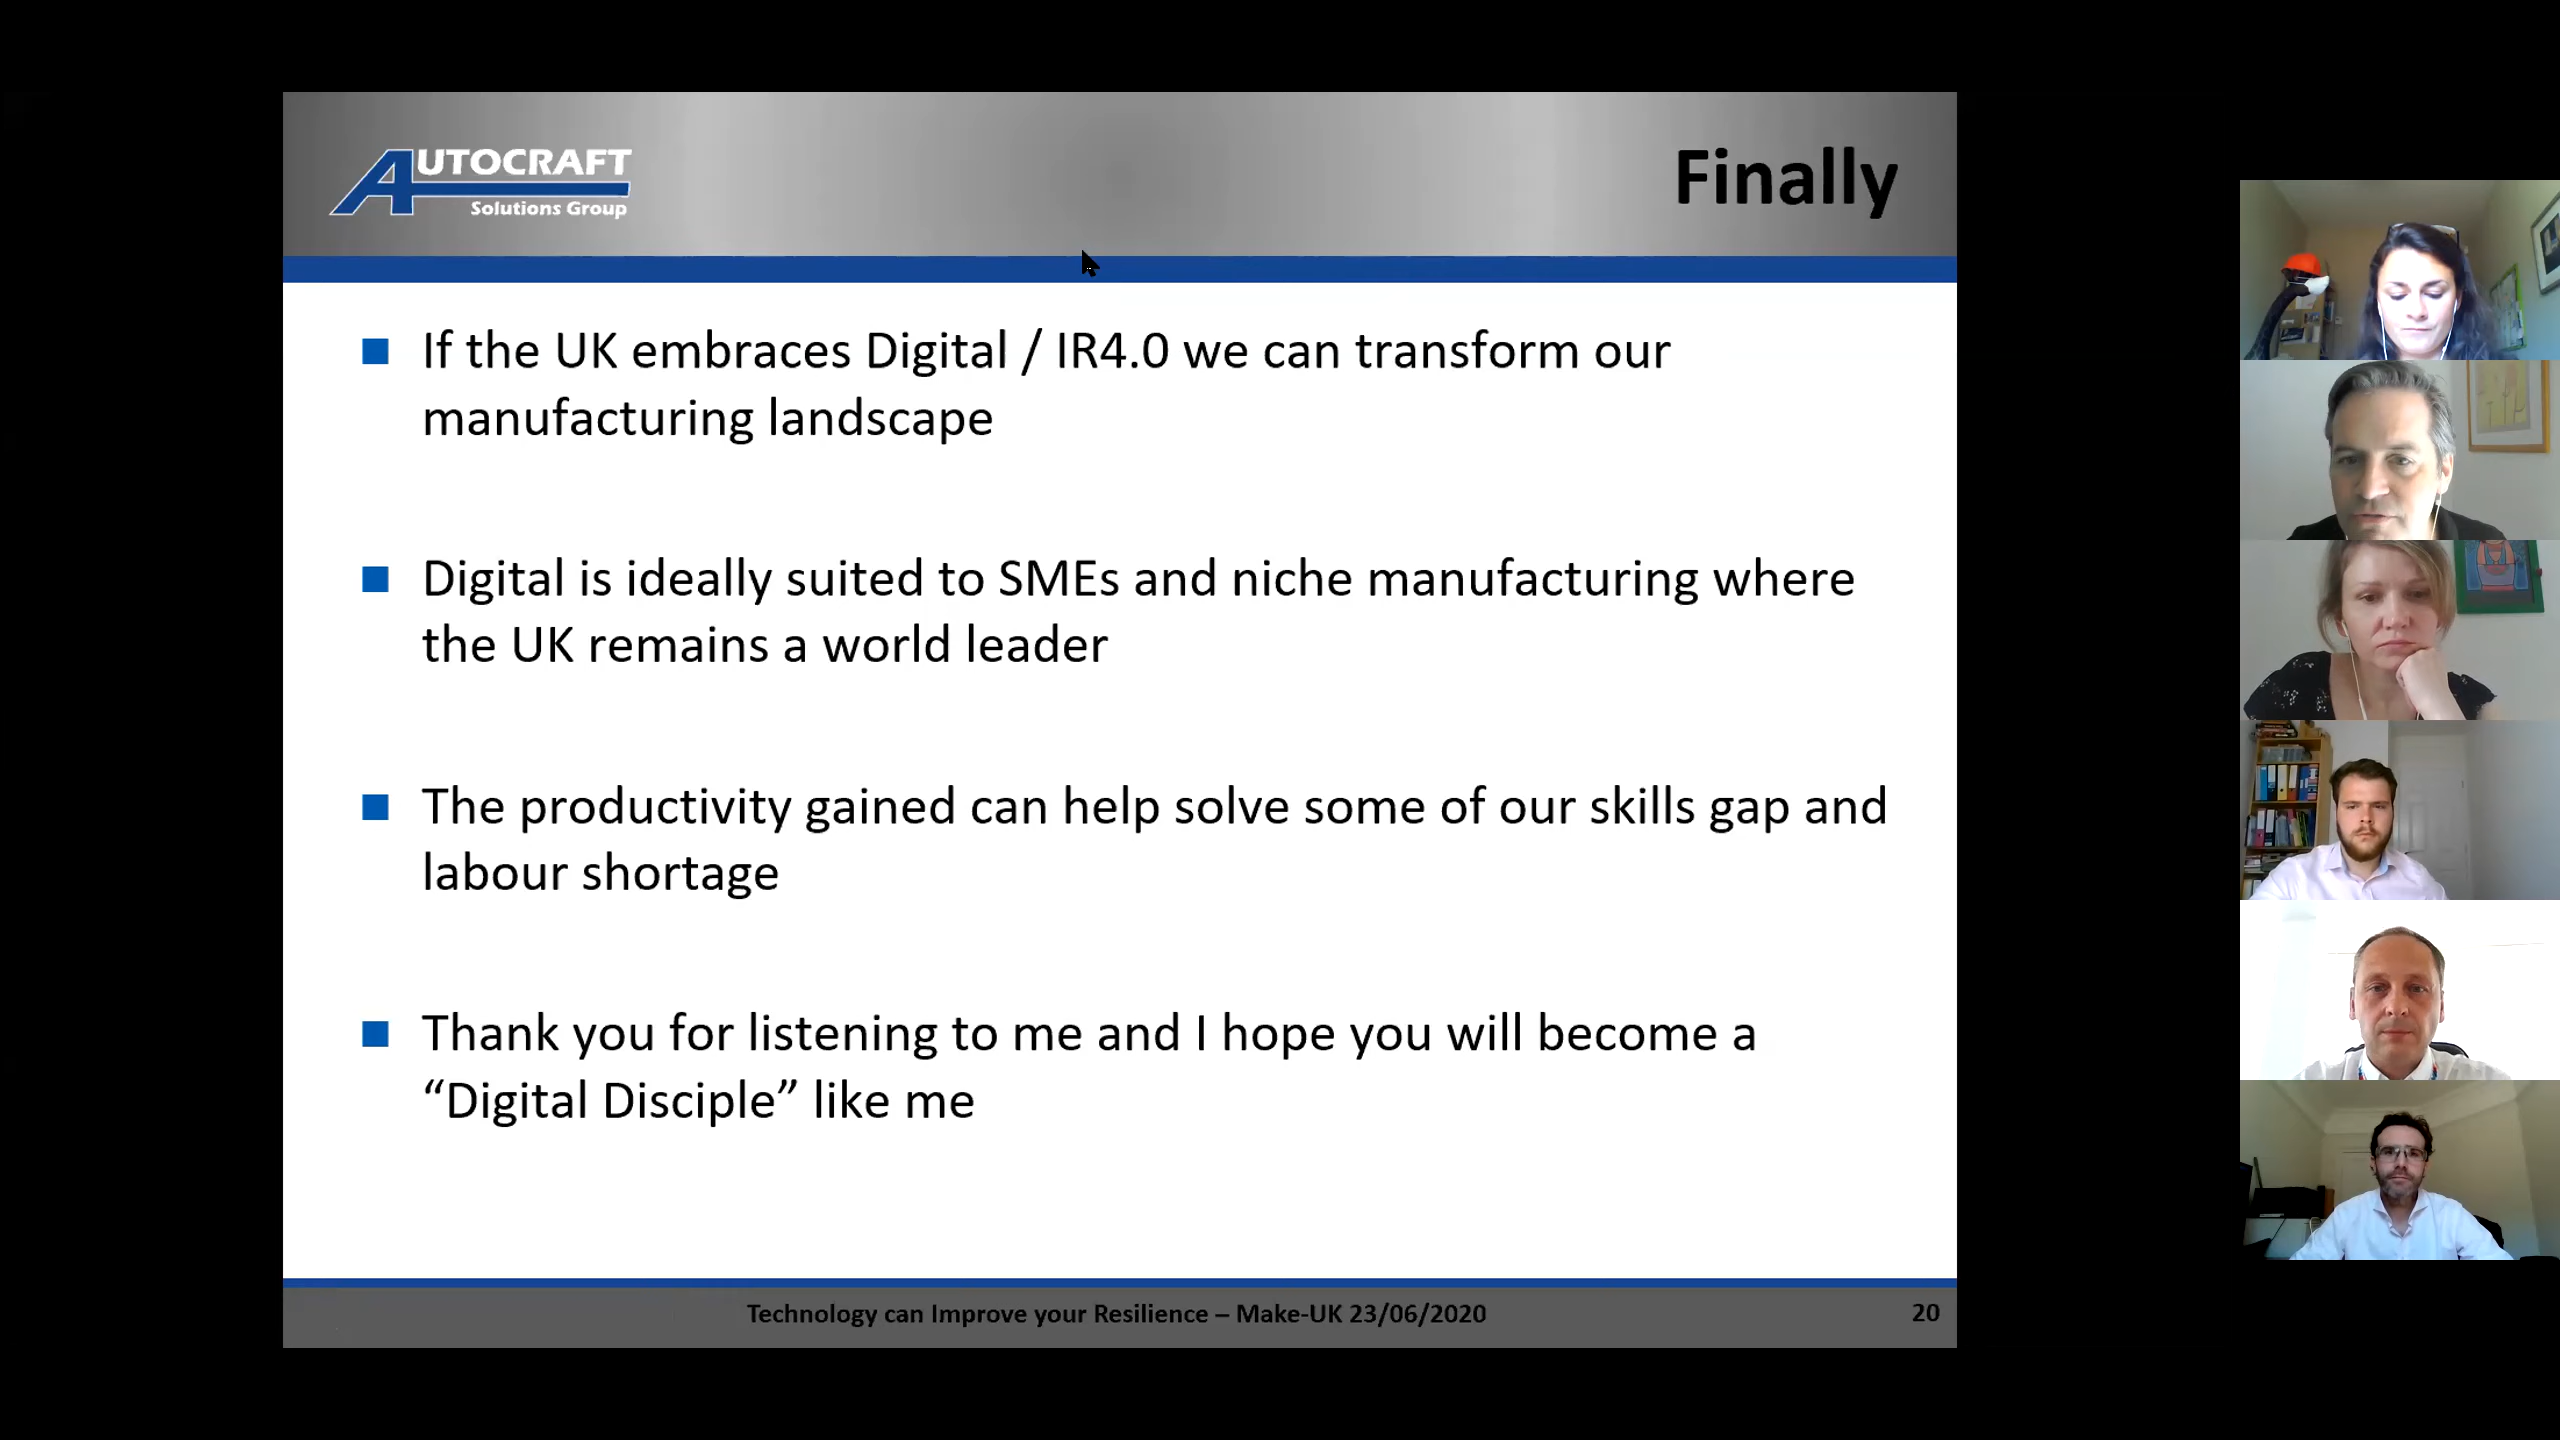 AUTOCRAFT
Solutions Group
Finally
If the UK embraces Digital / IR4.0 we can transform our
manufacturing landscape
Digital is ideally suited to SMEs and niche manufacturing where
the UK remains a world leader
The productivity gained can help solve some of our skills gap and
labour shortage
Thank you for listening to me and I hope you will become a
“Digital Disciple” like me
Technology can Improve your Resilience – Make-UK 23/06/2020
20